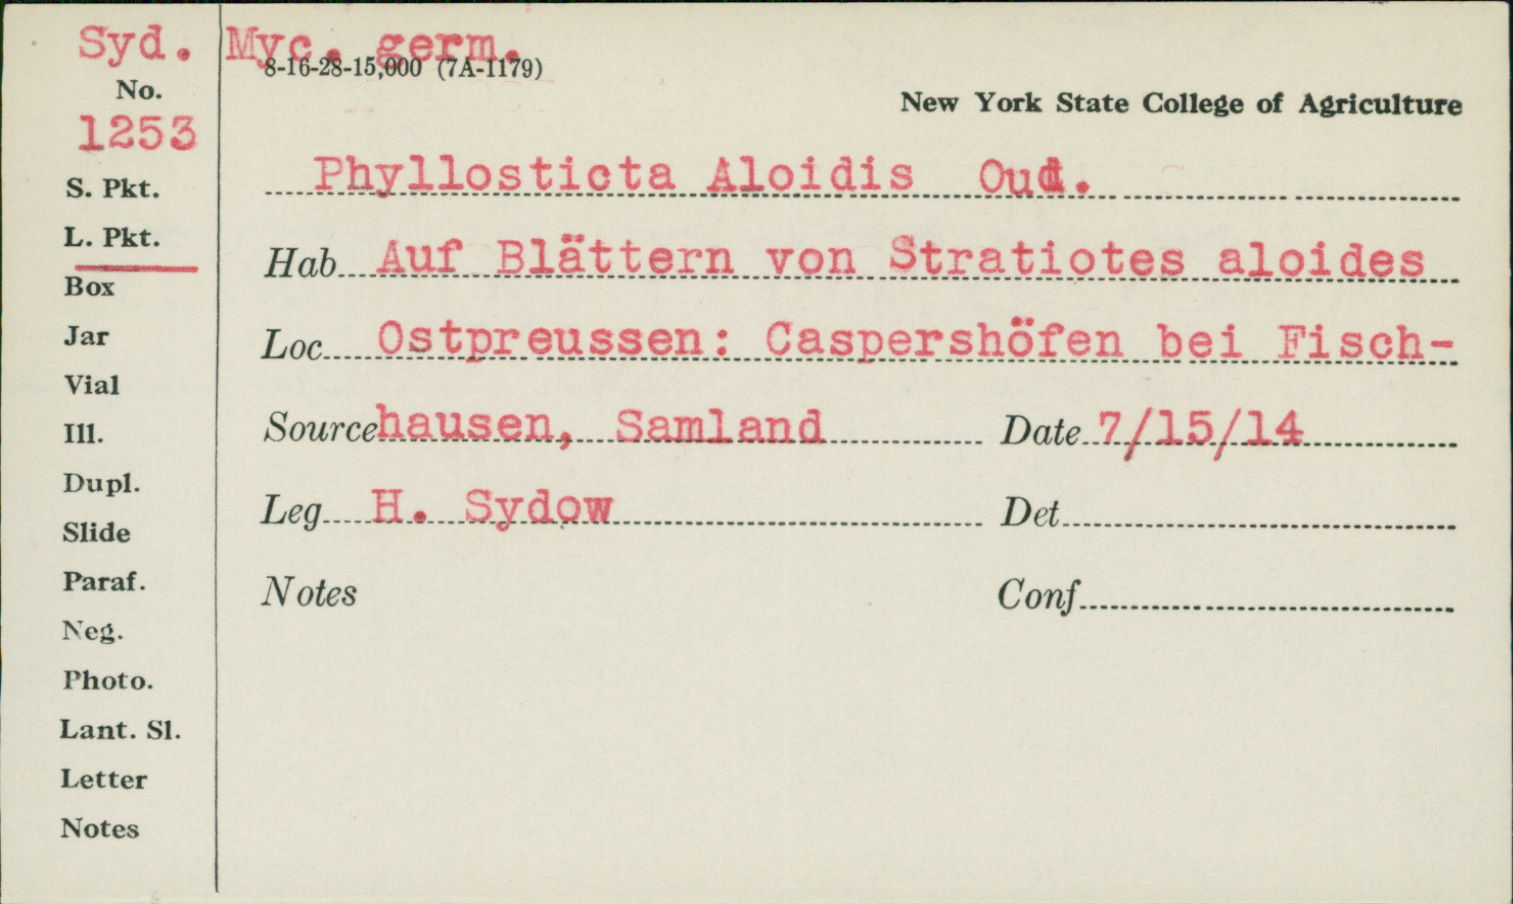 Syd. Myc. germ.
8-16-28-15,000 (7A-1179)
No.
1253
New York State College of Agriculture
Phyllosticta Aloidis Oud.
S. Pkt.
L. Pkt.
Hab Auf Blättern von Stratiotes aloides
Box
Jar
Loc Ostpreussen: Caspershöfen bei Fisch-
Vial
Ill.
Source hausen, Samland Date 7/15/14
Dupl.
Slide
Leg H. Sydow Det
Paraf.
Notes Conf
Neg.
Photo.
Lant. Sl.
Letter
Notes